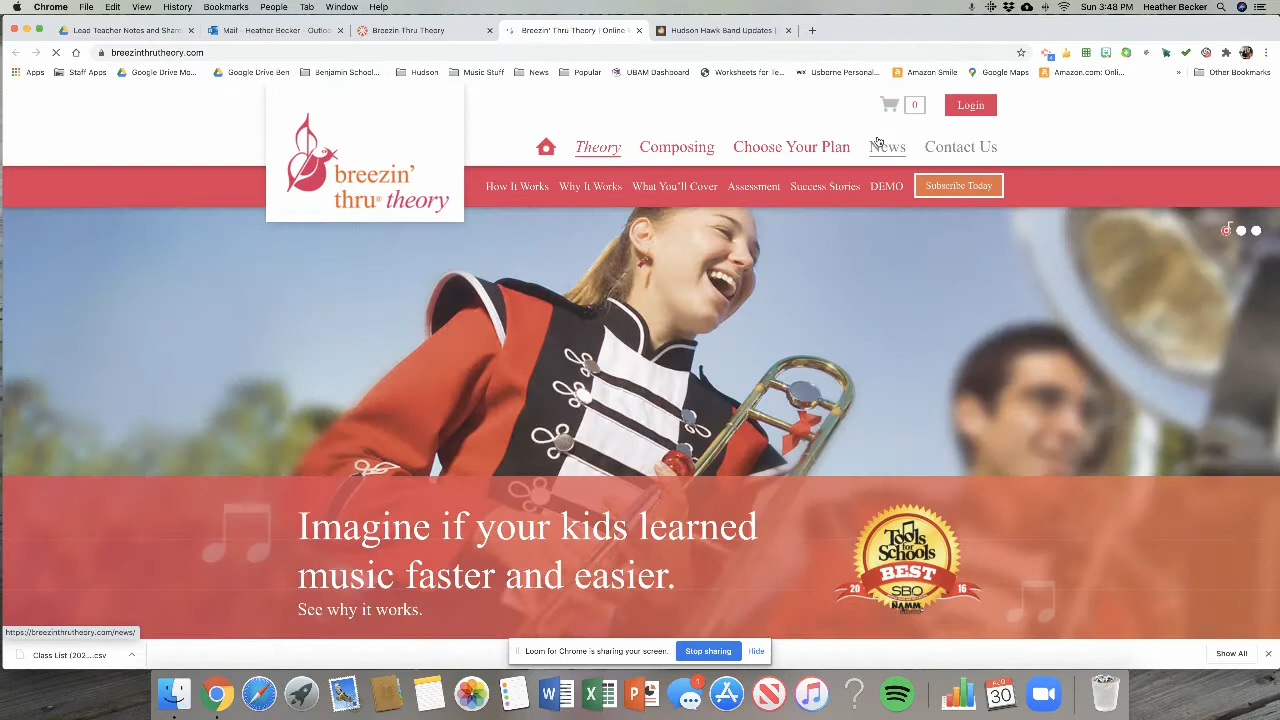 Chrome File Edit View History Bookmarks People Tab Window Help Sun 3:48 PM Heather Becker
Lead Teacher Notes and Share Mail - Heather Becker - Outloo Breezin Thru Theory Breezin' Thru Theory | Online Hudson Hawk Band Updates |
breezinthrutheory.com
Apps Staff Apps Google Drive Mo... Google Drive Ben Benjamin School... Hudson Music Stuff News Popular UBAM Dashboard Worksheets for Te... Usborne Personal... Amazon Smile Google Maps Amazon.com: Onli... » Other Bookmarks
0 Login
Theory Composing Choose Your Plan News Contact Us
breezin'
thru® theory
How It Works Why It Works What You'll Cover Assessment Success Stories DEMO Subscribe Today
Imagine if your kids learned
music faster and easier.
See why it works.
Tools
for
Schools
BEST
20 16
SBO
NAMM
https://breezinthrutheory.com/news/
Class List (202....csv
Loom for Chrome is sharing your screen. Stop sharing Hide
Show All
1
AUG
30